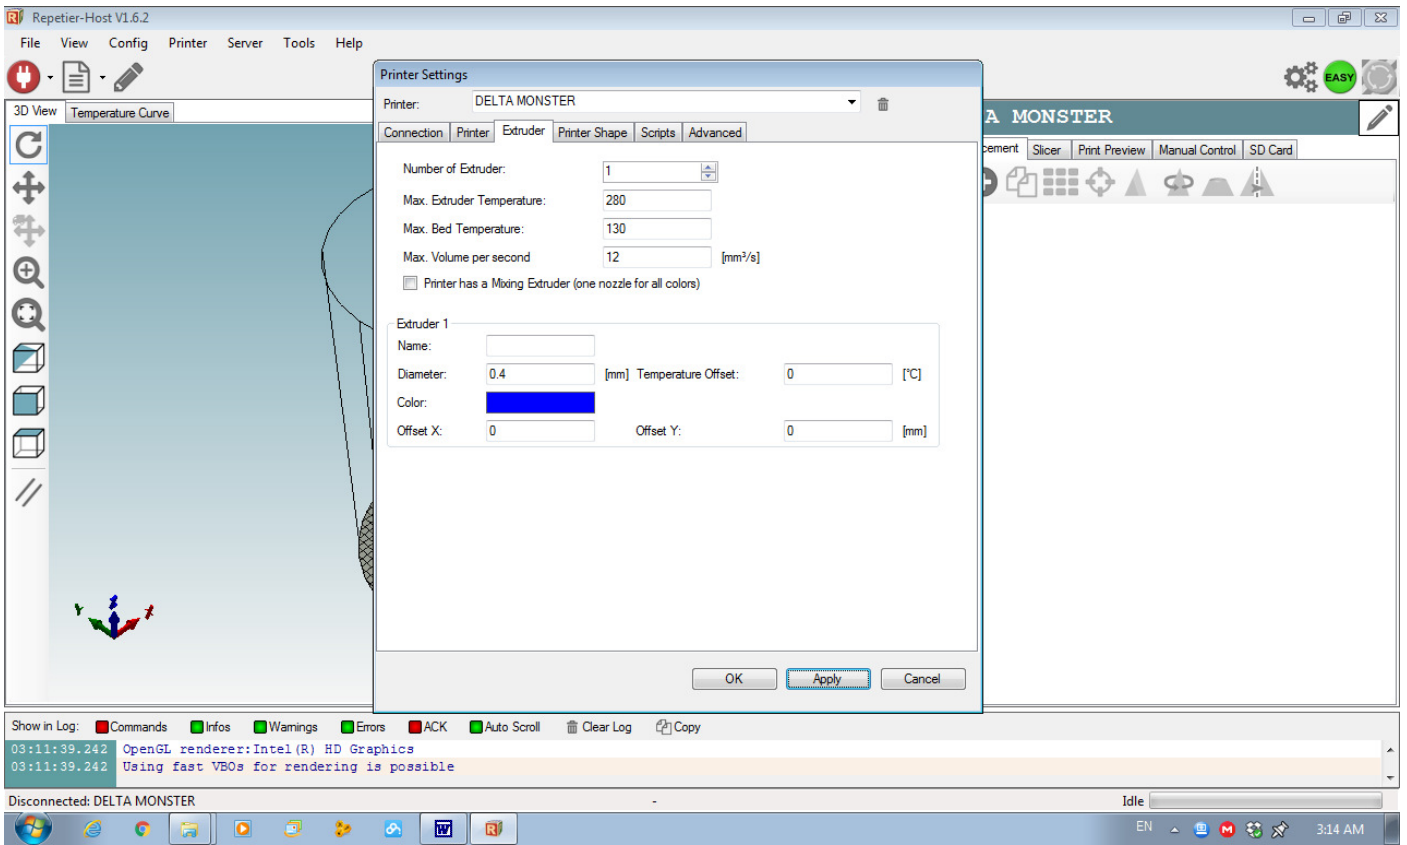 Repetier-Host V1.6.2
File View Config Printer Server Tools Help
EASY
3D View Temperature Curve
Printer Settings
Printer: DELTA MONSTER
Connection Printer Extruder Printer Shape Scripts Advanced
Number of Extruder: 1
Max. Extruder Temperature: 280
Max. Bed Temperature: 130
Max. Volume per second 12 [mm³/s]
Printer has a Mixing Extruder (one nozzle for all colors)
Extruder 1
Name:
Diameter: 0.4 [mm] Temperature Offset: 0 [°C]
Color:
Offset X: 0 Offset Y: 0 [mm]
OK Apply Cancel
A MONSTER
cement Slicer Print Preview Manual Control SD Card
Show in Log: Commands Infos Warnings Errors ACK Auto Scroll Clear Log Copy
03:11:39.242 OpenGL renderer:Intel(R) HD Graphics
03:11:39.242 Using fast VBOs for rendering is possible
Disconnected: DELTA MONSTER - Idle
EN 3:14 AM